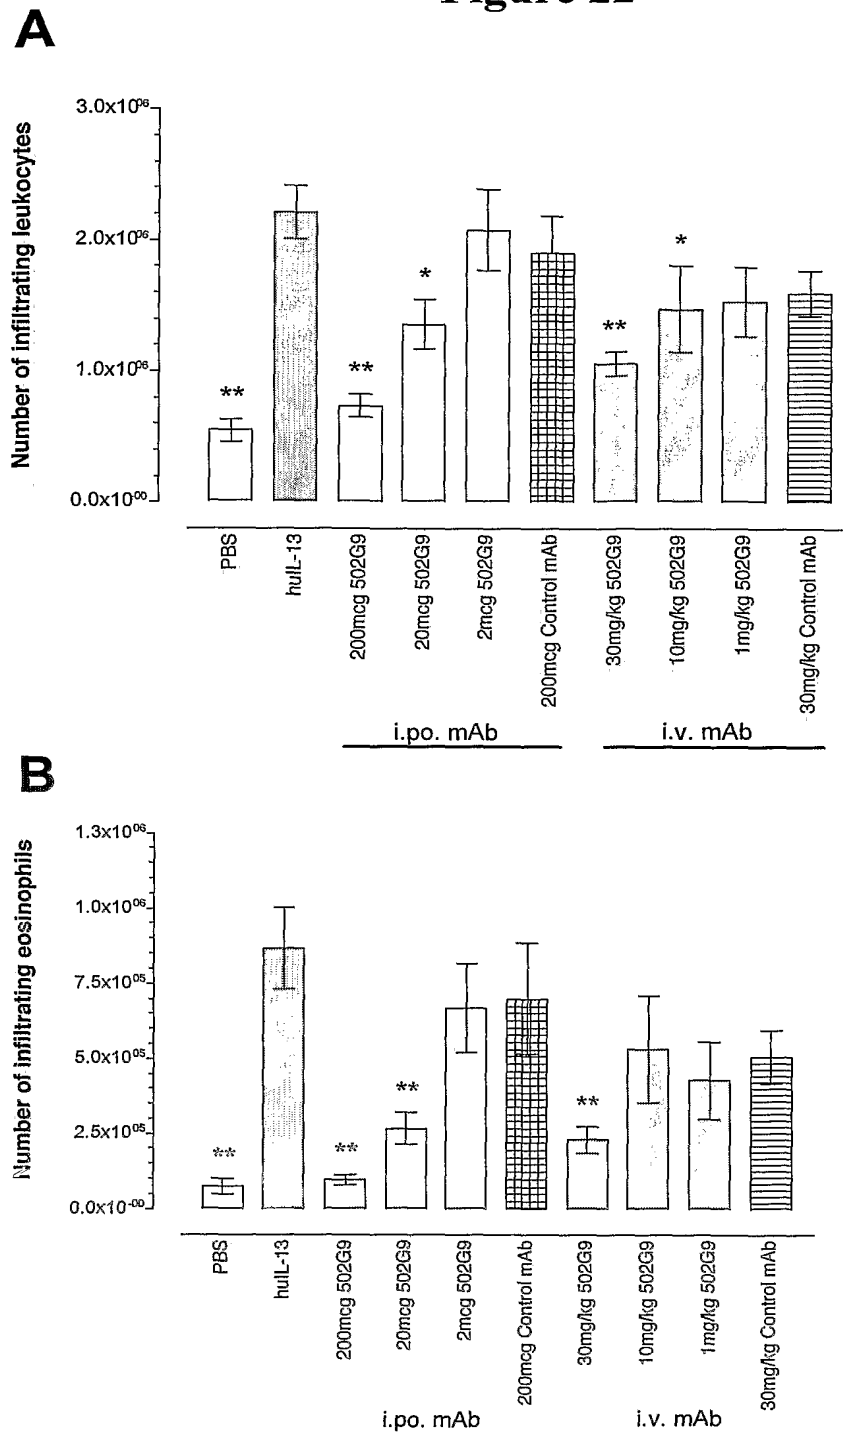 A
3.0x10⁰⁶
2.0x10⁰⁶
1.0x10⁰⁶
0.0x10⁰⁰
Number of infiltrating leukocytes
**
**
*
**
*
PBS
huIL-13
200mcg 502G9
20mcg 502G9
2mcg 502G9
200mcg Control mAb
30mg/kg 502G9
10mg/kg 502G9
1mg/kg 502G9
30mg/kg Control mAb
i.po. mAb
i.v. mAb
B
1.3x10⁰⁶
1.0x10⁰⁶
7.5x10⁰⁵
5.0x10⁰⁵
2.5x10⁰⁵
0.0x10⁻⁰⁰
Number of infiltrating eosinophils
**
**
**
**
PBS
huIL-13
200mcg 502G9
20mcg 502G9
2mcg 502G9
200mcg Control mAb
30mg/kg 502G9
10mg/kg 502G9
1mg/kg 502G9
30mg/kg Control mAb
i.po. mAb
i.v. mAb